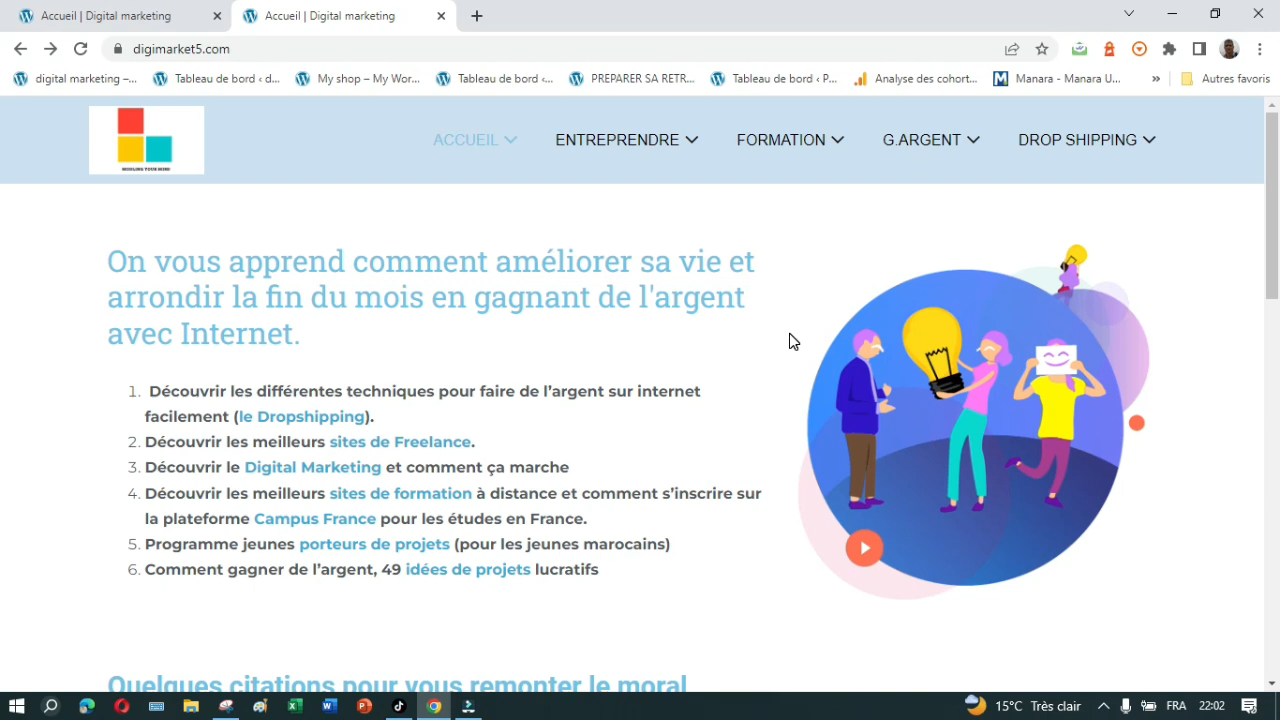 Accueil | Digital marketing
Accueil | Digital marketing
digimarket5.com
digital marketing –...
Tableau de bord ‹ d...
My shop – My Wor...
Tableau de bord ‹...
PREPARER SA RETR...
Tableau de bord ‹ P...
Analyse des cohort...
Manara - Manara U...
»
Autres favoris
MODLING YOUR MIND
ACCUEIL
ENTREPRENDRE
FORMATION
G.ARGENT
DROP SHIPPING
On vous apprend comment améliorer sa vie et
arrondir la fin du mois en gagnant de l'argent
avec Internet.
1. Découvrir les différentes techniques pour faire de l’argent sur internet
facilement (le Dropshipping).
2. Découvrir les meilleurs sites de Freelance.
3. Découvrir le Digital Marketing et comment ça marche
4. Découvrir les meilleurs sites de formation à distance et comment s’inscrire sur
la plateforme Campus France pour les études en France.
5. Programme jeunes porteurs de projets (pour les jeunes marocains)
6. Comment gagner de l’argent, 49 idées de projets lucratifs
Quelques citations pour vous remonter le moral
15°C Très clair
FRA
22:02